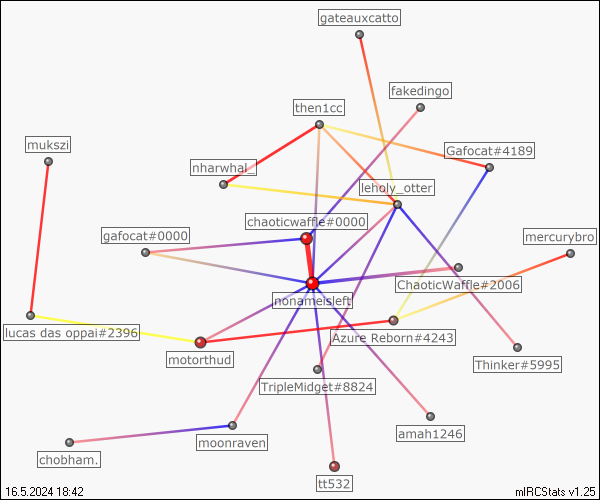 gateauxcatto
fakedingo
then1cc
mukszi
Gafocat#4189
nharwhal_
leholy_otter
chaoticwaffle#0000
gafocat#0000
mercurybro
ChaoticWaffle#2006
nonameisleft
lucas das oppai#2396
Azure Reborn#4243
motorthud
Thinker#5995
TripleMidget#8824
amah1246
moonraven
chobham.
tt532
16.5.2024 18:42
mIRCStats v1.25